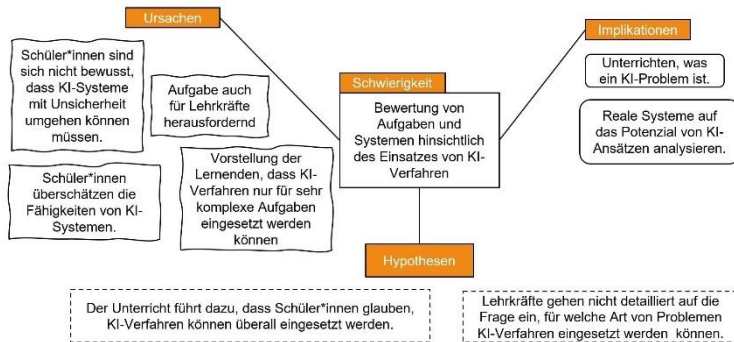 Ursachen
Schüler*innen sind
sich nicht bewusst,
dass KI-Systeme
mit Unsicherheit
umgehen können
müssen.
Aufgabe auch
für Lehrkräfte
herausfordernd
Schüler*innen
überschätzen die
Fähigkeiten von KI-
Systemen.
Vorstellung der
Lernenden, dass KI-
Verfahren nur für sehr
komplexe Aufgaben
eingesetzt werden
können
Schwierigkeit
Bewertung von
Aufgaben und
Systemen hinsichtlich
des Einsatzes von KI-
Verfahren
Implikationen
Unterrichten, was
ein KI-Problem ist.
Reale Systeme auf
das Potenzial von KI-
Ansätzen analysieren.
Hypothesen
Der Unterricht führt dazu, dass Schüler*innen glauben,
KI-Verfahren können überall eingesetzt werden.
Lehrkräfte gehen nicht detailliert auf die
Frage ein, für welche Art von Problemen
KI-Verfahren eingesetzt werden können.